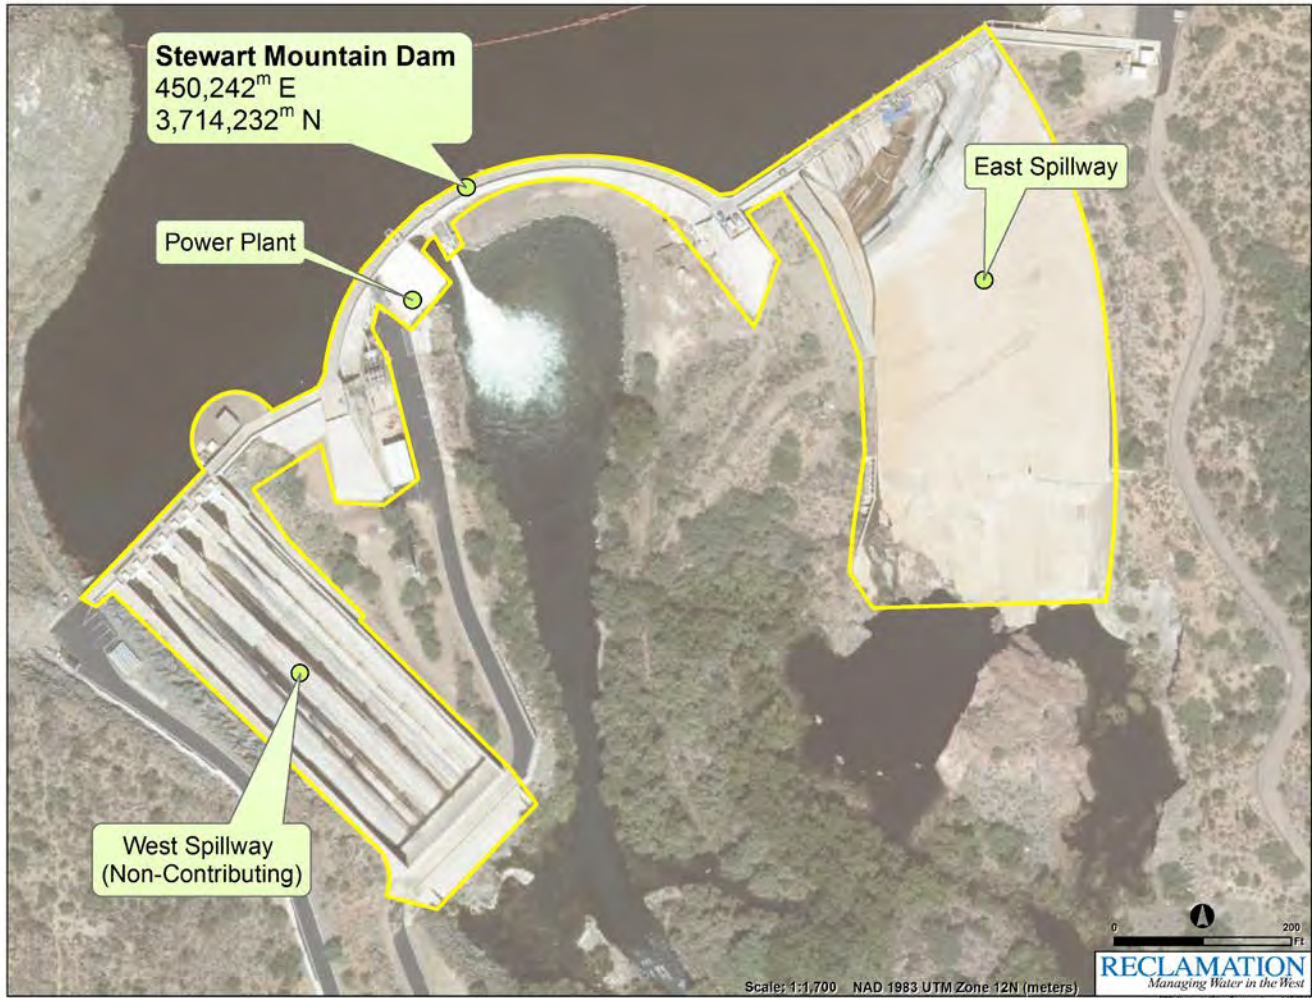 Stewart Mountain Dam
450,242ᵐ E
3,714,232ᵐ N
East Spillway
Power Plant
West Spillway
(Non-Contributing)
0 200
Ft
RECLAMATION
Managing Water in the West
Scale; 1:1,700 NAD 1983 UTM Zone 12N (meters)